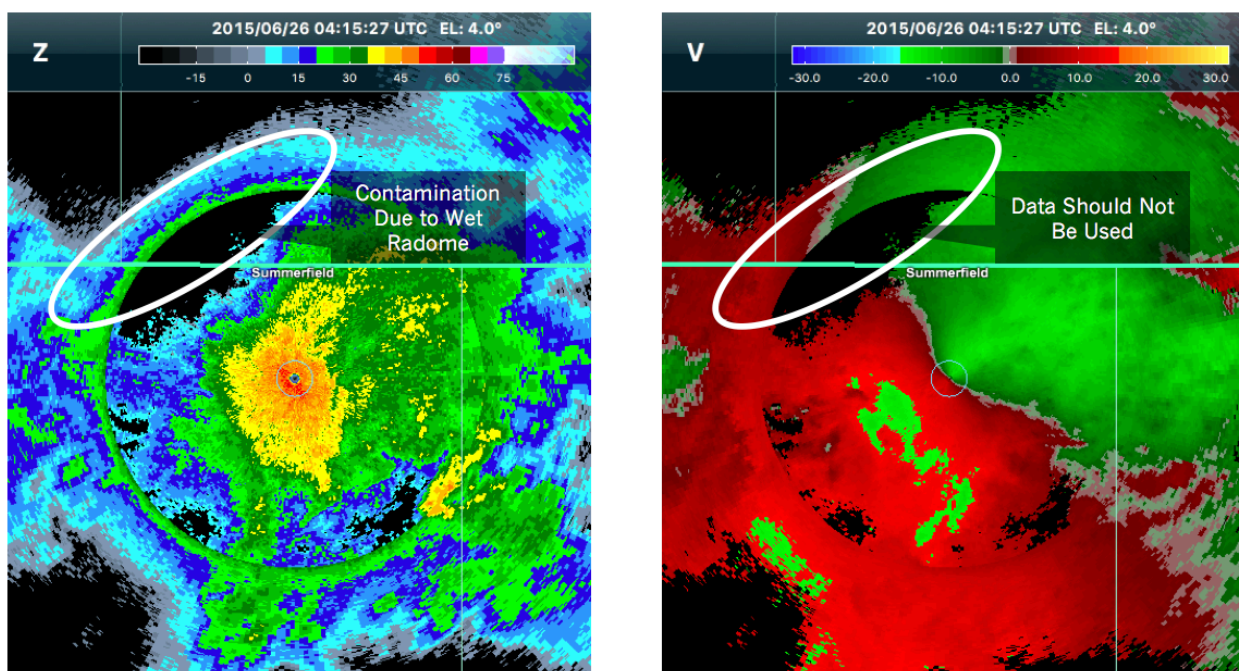 2015/06/26 04:15:27 UTC EL: 4.0°
Z
-15 0 15 30 45 60 75
Contamination
Due to Wet
Radome
Summerfield
2015/06/26 04:15:27 UTC EL: 4.0°
V
-30.0 -20.0 -10.0 0.0 10.0 20.0 30.0
Data Should Not
Be Used
Summerfield